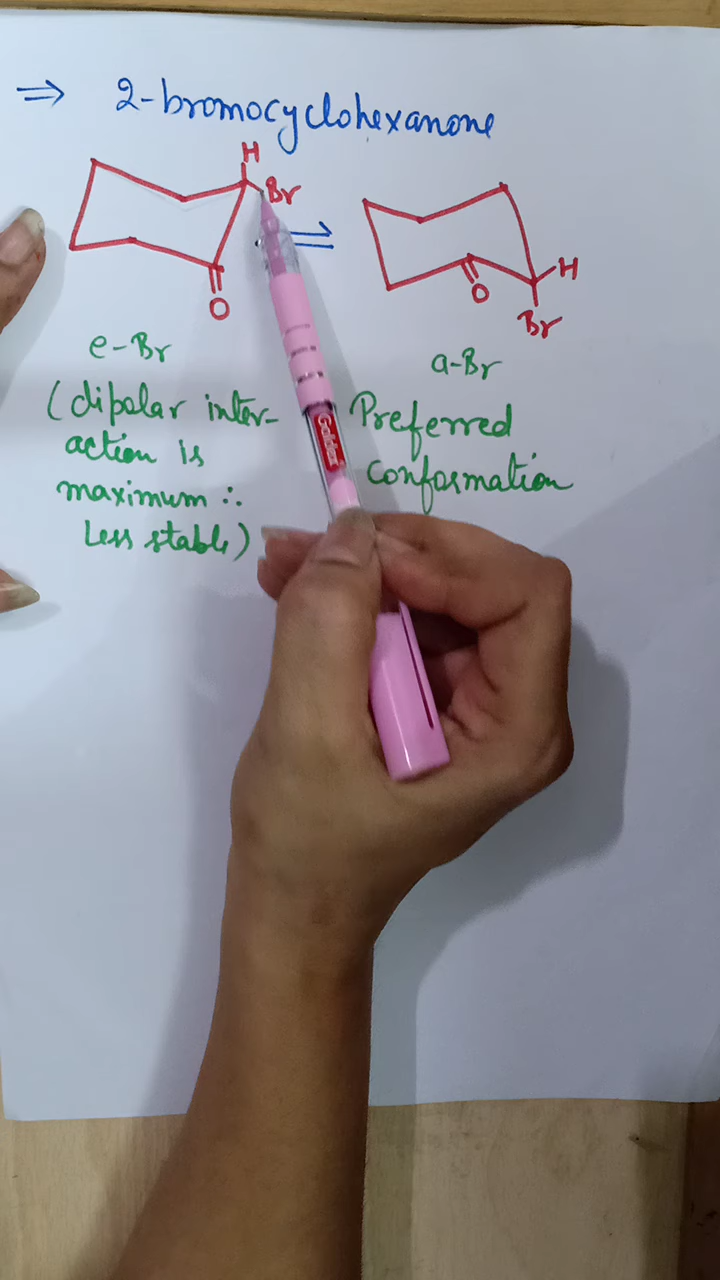 ⇒ 2-bromocyclohexanone
H
Br
O
H
O
Br
e-Br
(dipolar inter-
action is
maximum ∴
Less stable)
a-Br
Preferred
conformation